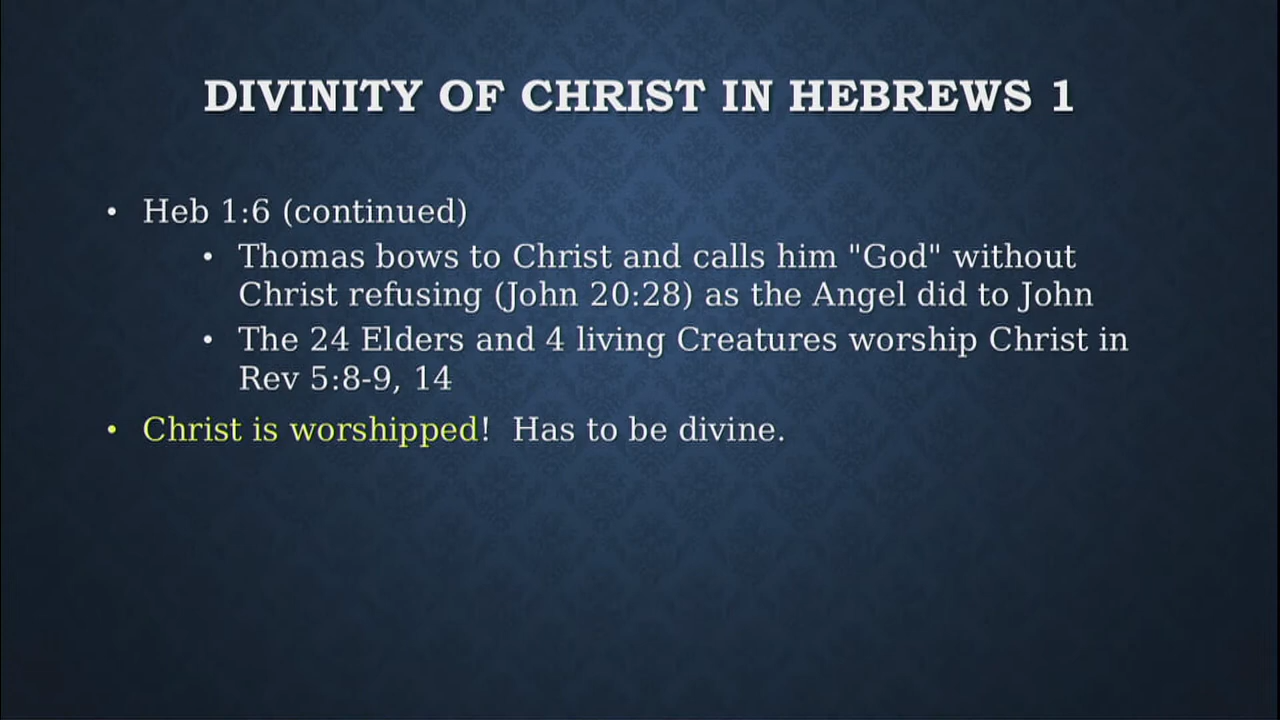 DIVINITY OF CHRIST IN HEBREWS 1
• Heb 1:6 (continued)
• Thomas bows to Christ and calls him "God" without
Christ refusing (John 20:28) as the Angel did to John
• The 24 Elders and 4 living Creatures worship Christ in
Rev 5:8-9, 14
• Christ is worshipped!  Has to be divine.